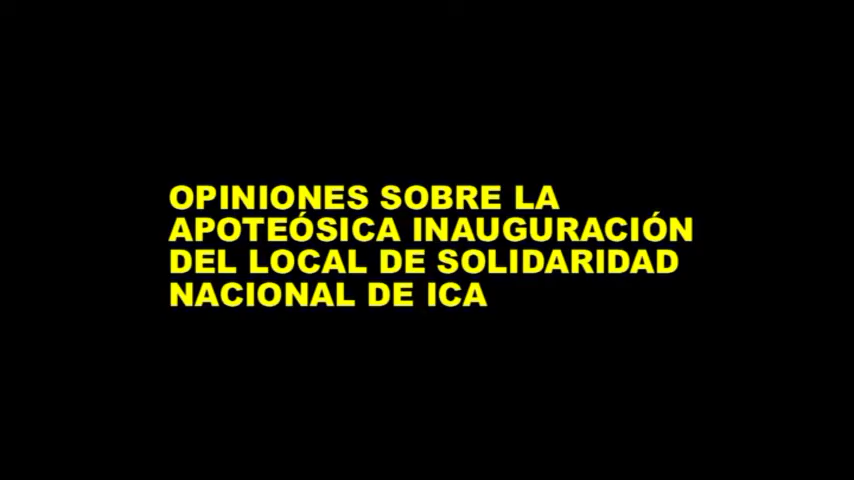 OPINIONES SOBRE LA
APOTEÓSICA INAUGURACIÓN
DEL LOCAL DE SOLIDARIDAD
NACIONAL DE ICA